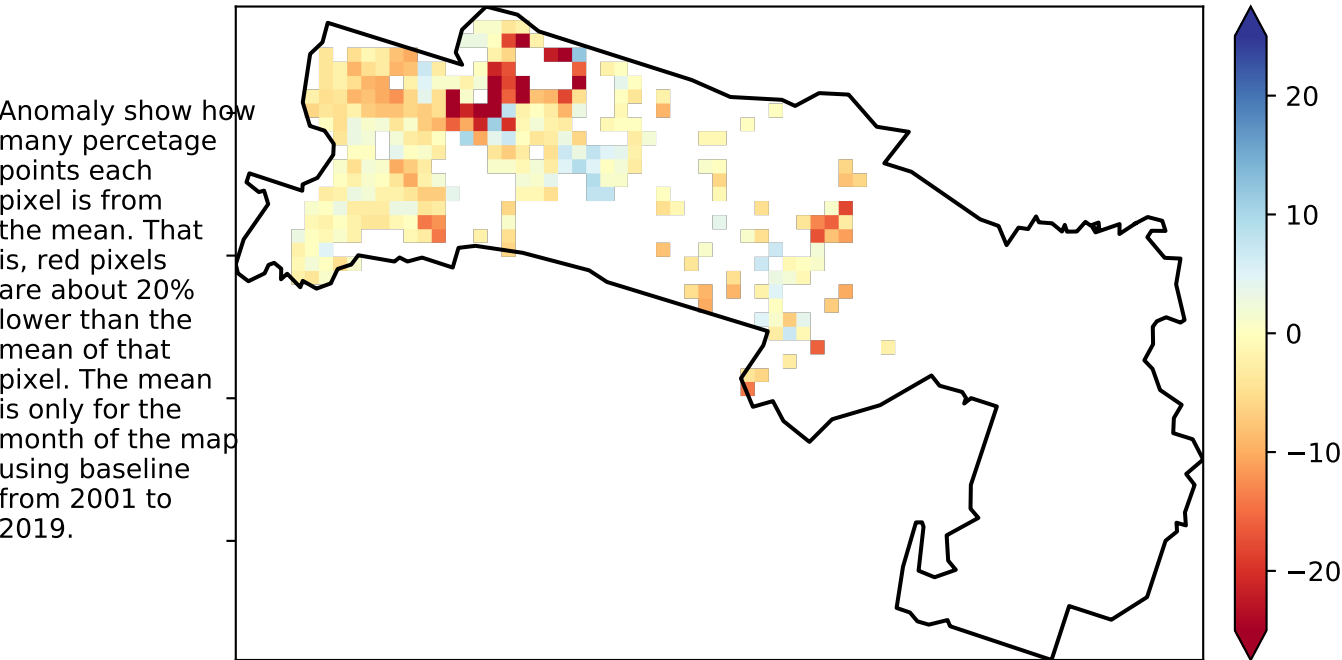 Anomaly show how
many percetage
points each
pixel is from
the mean. That
is, red pixels
are about 20%
lower than the
mean of that
pixel. The mean
is only for the
month of the map
using baseline
from 2001 to
2019.
20
10
0
−10
−20